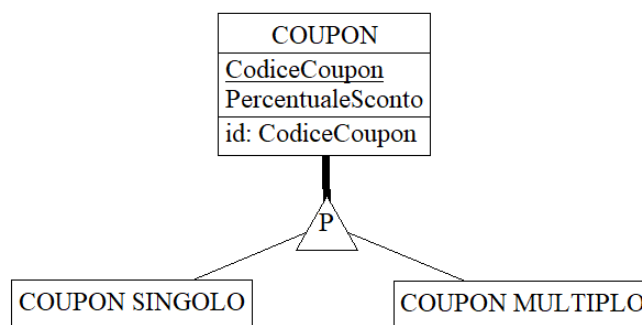 COUPON
CodiceCoupon
PercentualeSconto
id: CodiceCoupon
P
COUPON SINGOLO
COUPON MULTIPLO